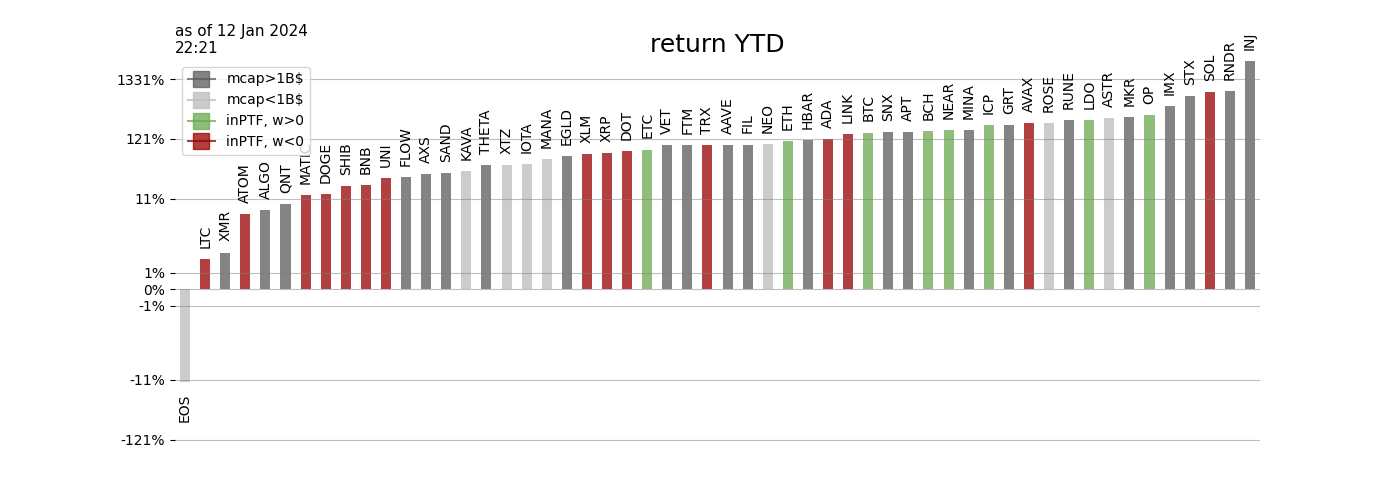 as of 12 Jan 2024
22:21
return YTD
1331%
121%
11%
1%
0%
-1%
-11%
-121%
mcap>1B$
mcap<1B$
inPTF, w>0
inPTF, w<0
EOS
LTC
XMR
ATOM
ALGO
QNT
MATIC
DOGE
SHIB
BNB
UNI
FLOW
AXS
SAND
KAVA
THETA
XTZ
IOTA
MANA
EGLD
XLM
XRP
DOT
ETC
VET
FTM
TRX
AAVE
FIL
NEO
ETH
HBAR
ADA
LINK
BTC
SNX
APT
BCH
NEAR
MINA
ICP
GRT
AVAX
ROSE
RUNE
LDO
ASTR
MKR
OP
IMX
STX
SOL
RNDR
INJ